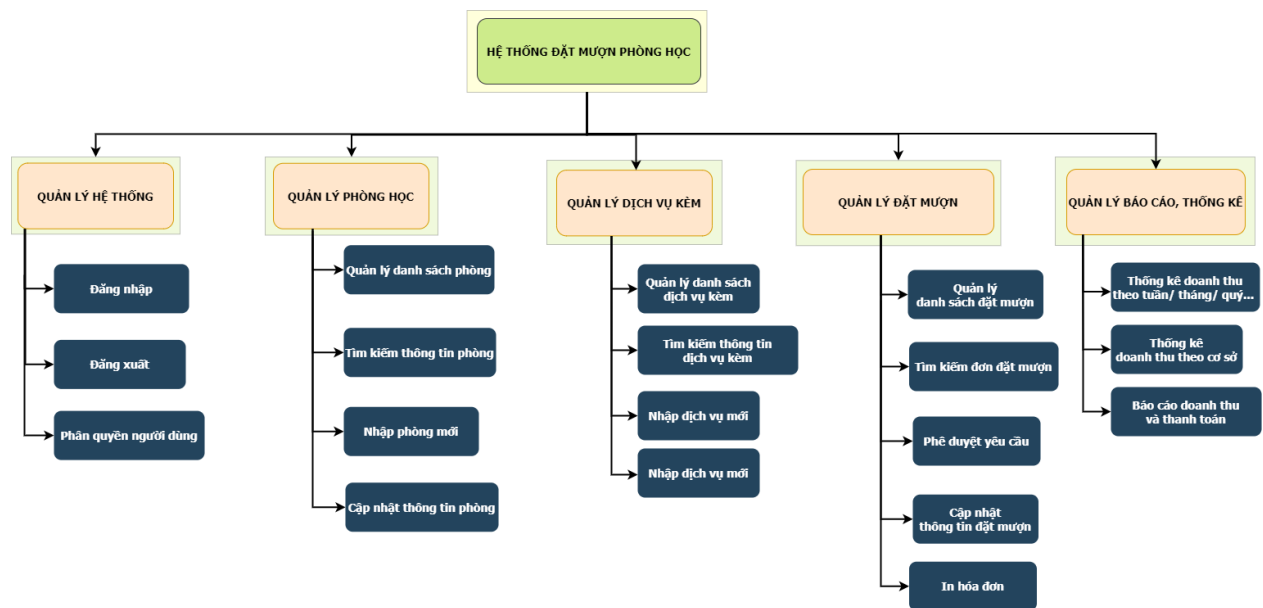 HỆ THỐNG ĐẶT MƯỢN PHÒNG HỌC
QUẢN LÝ HỆ THỐNG
Đăng nhập
Đăng xuất
Phân quyền người dùng
QUẢN LÝ PHÒNG HỌC
Quản lý danh sách phòng
Tìm kiếm thông tin phòng
Nhập phòng mới
Cập nhật thông tin phòng
QUẢN LÝ DỊCH VỤ KÈM
Quản lý danh sách
dịch vụ kèm
Tìm kiếm thông tin
dịch vụ kèm
Nhập dịch vụ mới
Nhập dịch vụ mới
QUẢN LÝ ĐẶT MƯỢN
Quản lý
danh sách đặt mượn
Tìm kiếm đơn đặt mượn
Phê duyệt yêu cầu
Cập nhật
thông tin đặt mượn
In hóa đơn
QUẢN LÝ BÁO CÁO, THỐNG KÊ
Thống kê doanh thu
theo tuần/ tháng/ quý...
Thống kê
doanh thu theo cơ sở
Báo cáo doanh thu
và thanh toán